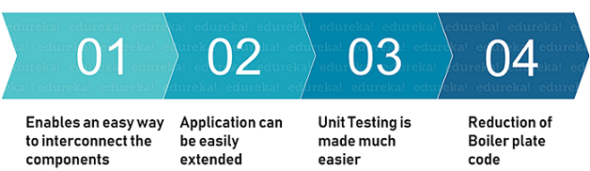 01
02
03
04
Enables an easy way
to interconnect the
components
Application can
be easily
extended
Unit Testing is
made much
easier
Reduction of
Boiler plate
code
edureka!